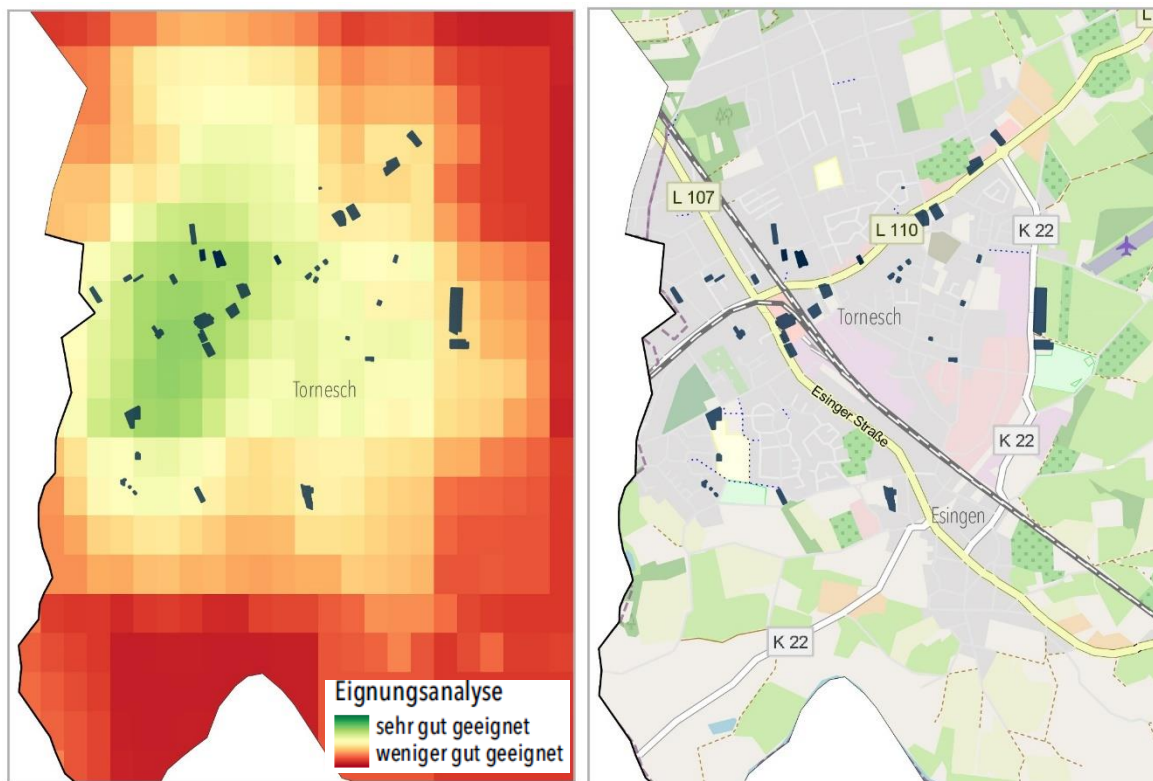 Tornesch
Eignungsanalyse
sehr gut geeignet
weniger gut geeignet
L
L 107
L 110
K 22
Tornesch
Esinger Straße
K 22
Esingen
K 22